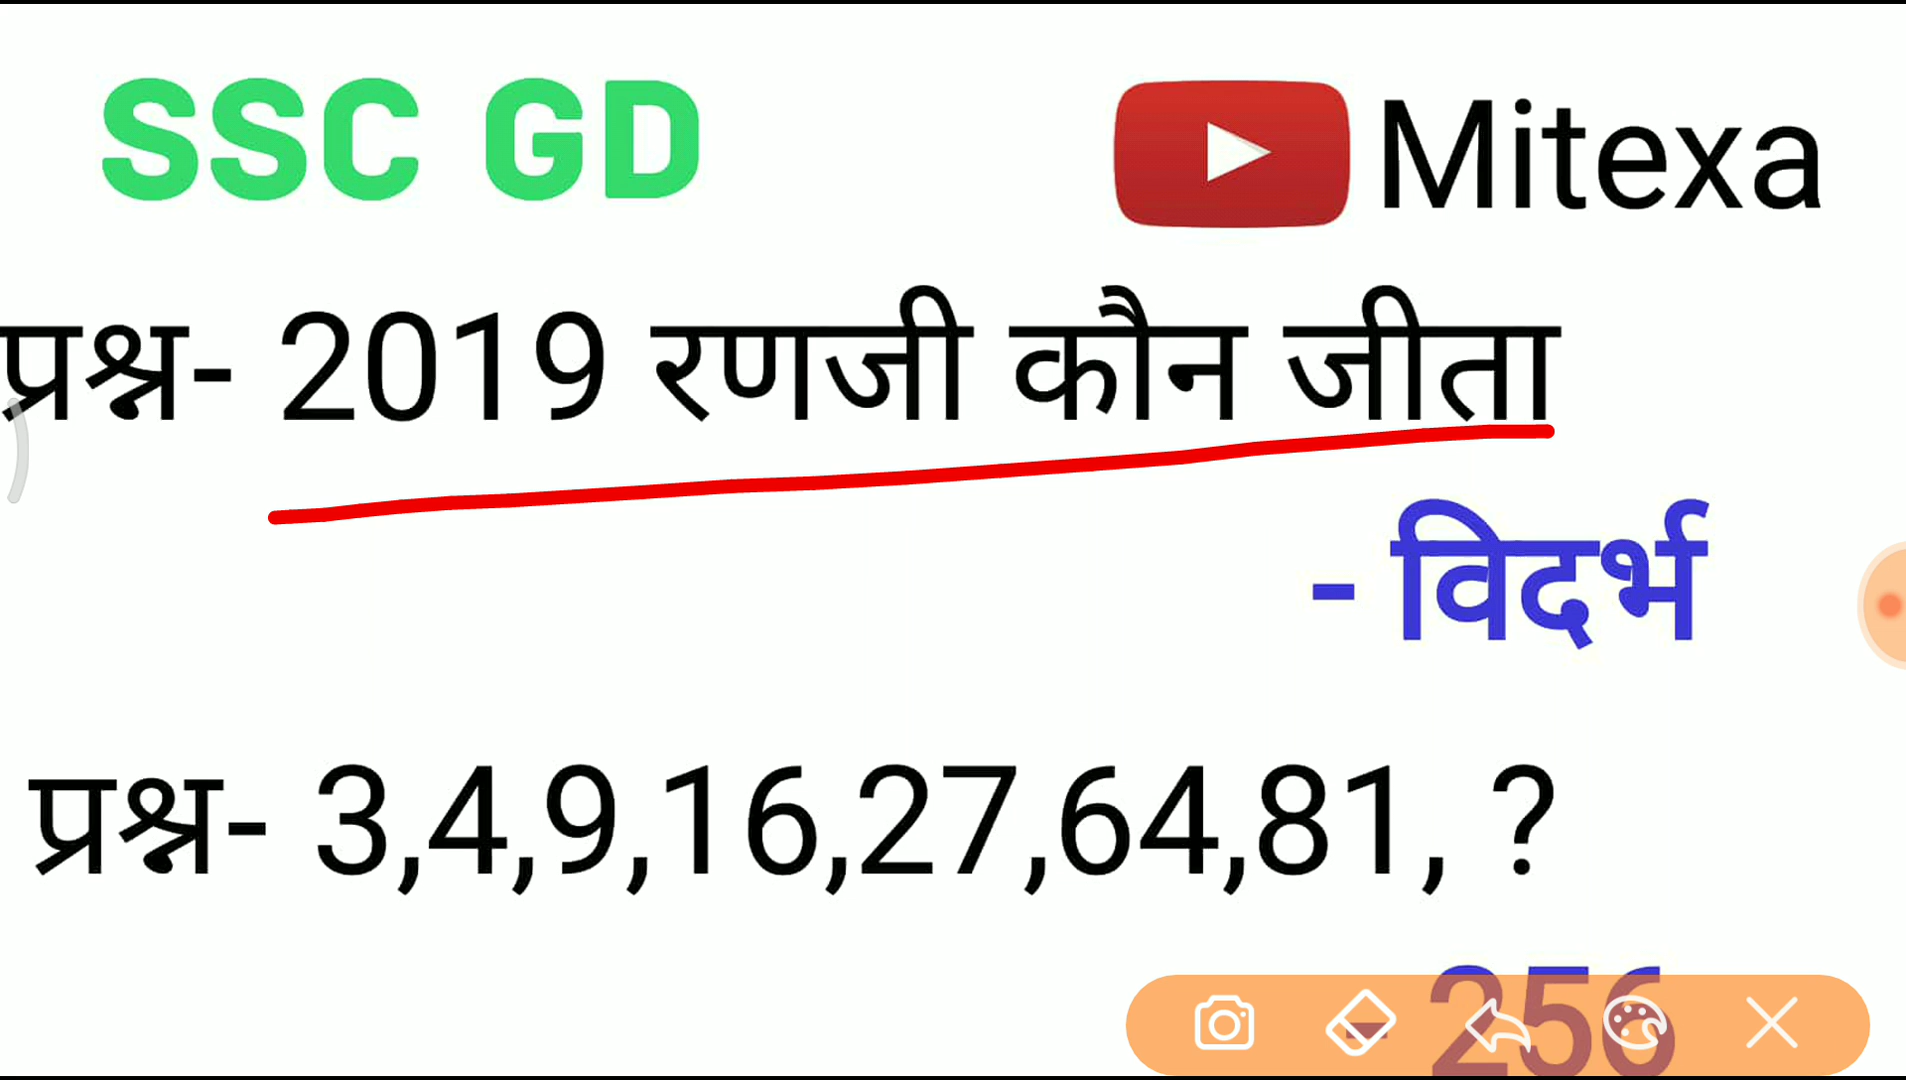 SSC GD
Mitexa
प्रश्न- 2019 रणजी कौन जीता
- विदर्भ
प्रश्न- 3,4,9,16,27,64,81, ?
- 256